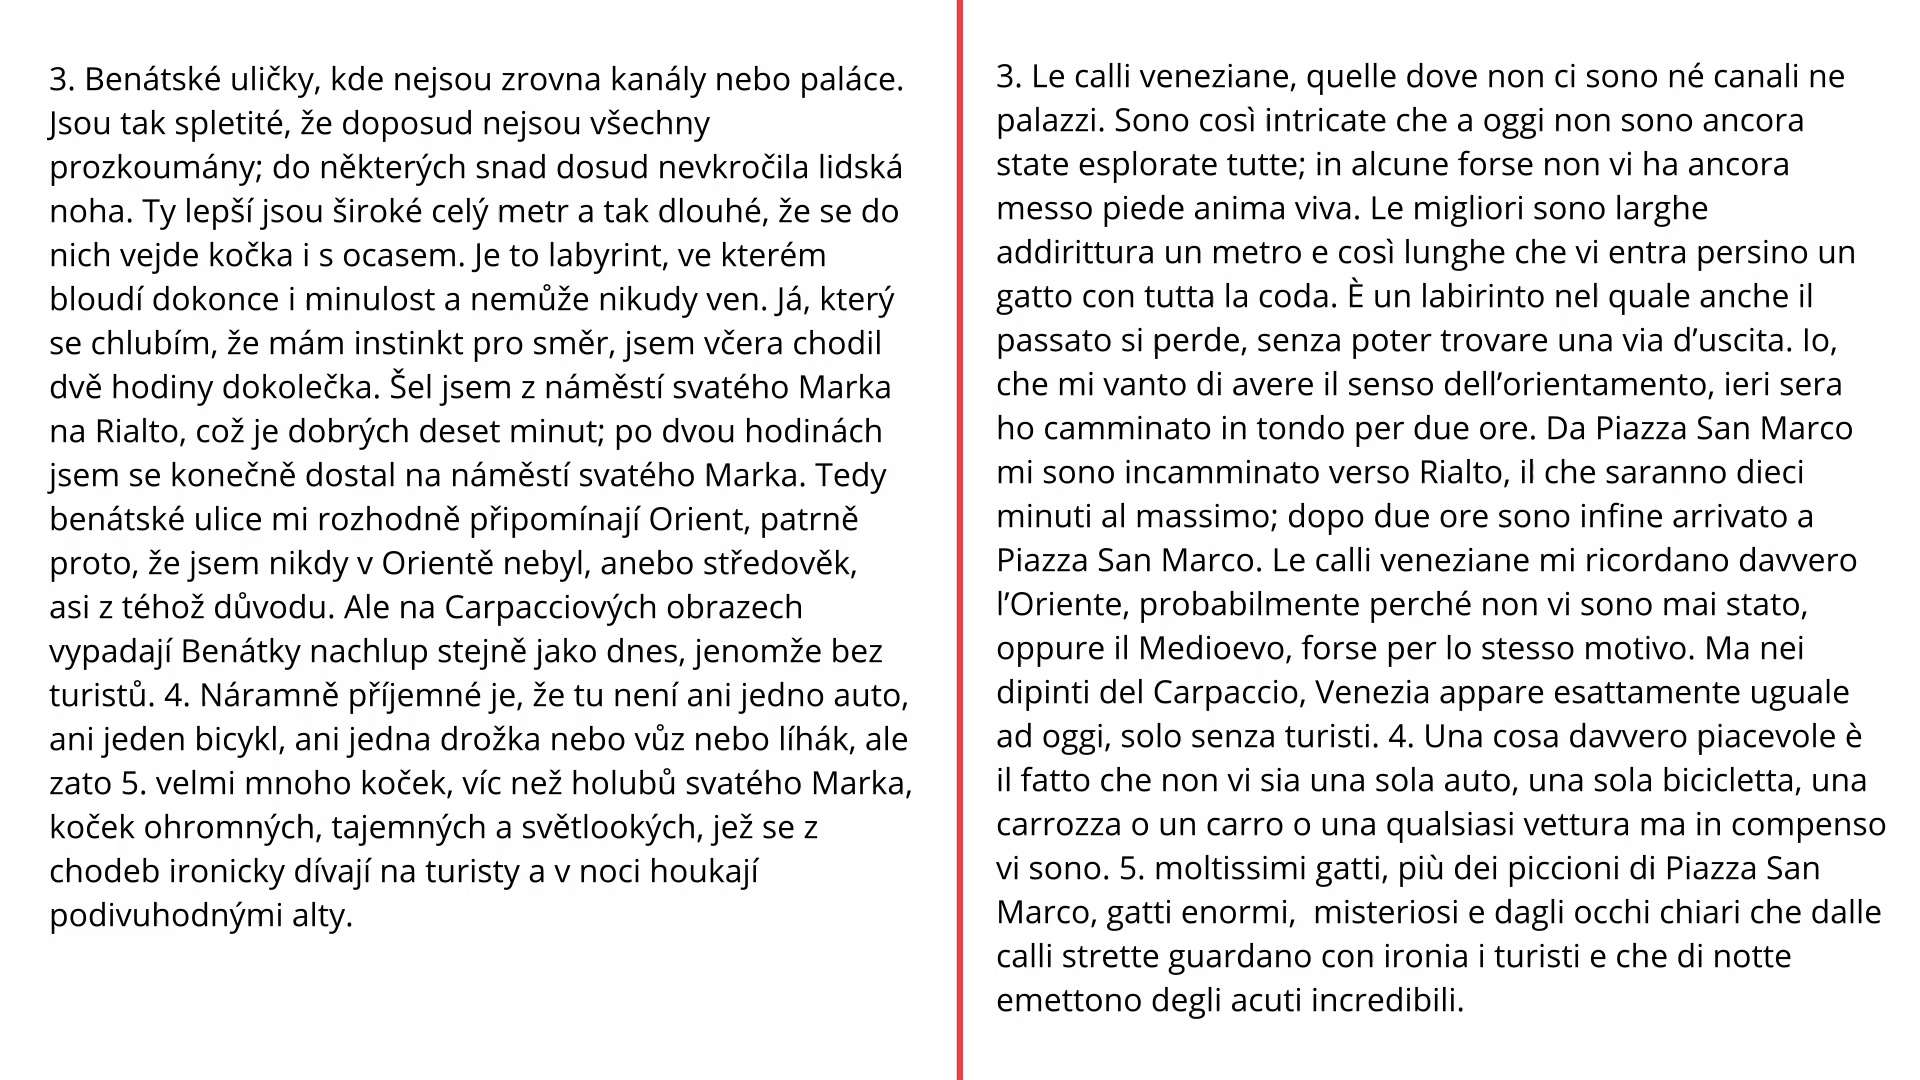 3. Benátské uličky, kde nejsou zrovna kanály nebo paláce.
Jsou tak spletité, že doposud nejsou všechny
prozkoumány; do některých snad dosud nevkročila lidská
noha. Ty lepší jsou široké celý metr a tak dlouhé, že se do
nich vejde kočka i s ocasem. Je to labyrint, ve kterém
bloudí dokonce i minulost a nemůže nikudy ven. Já, který
se chlubím, že mám instinkt pro směr, jsem včera chodil
dvě hodiny dokolečka. Šel jsem z náměstí svatého Marka
na Rialto, což je dobrých deset minut; po dvou hodinách
jsem se konečně dostal na náměstí svatého Marka. Tedy
benátské ulice mi rozhodně připomínají Orient, patrně
proto, že jsem nikdy v Orientě nebyl, anebo středověk,
asi z téhož důvodu. Ale na Carpacciových obrazech
vypadají Benátky nachlup stejně jako dnes, jenomže bez
turistů. 4. Náramně příjemné je, že tu není ani jedno auto,
ani jeden bicykl, ani jedna drožka nebo vůz nebo líhák, ale
zato 5. velmi mnoho koček, víc než holubů svatého Marka,
koček ohromných, tajemných a světlookých, jež se z
chodeb ironicky dívají na turisty a v noci houkají
podivuhodnými alty.
3. Le calli veneziane, quelle dove non ci sono né canali ne
palazzi. Sono così intricate che a oggi non sono ancora
state esplorate tutte; in alcune forse non vi ha ancora
messo piede anima viva. Le migliori sono larghe
addirittura un metro e così lunghe che vi entra persino un
gatto con tutta la coda. È un labirinto nel quale anche il
passato si perde, senza poter trovare una via d’uscita. Io,
che mi vanto di avere il senso dell’orientamento, ieri sera
ho camminato in tondo per due ore. Da Piazza San Marco
mi sono incamminato verso Rialto, il che saranno dieci
minuti al massimo; dopo due ore sono infine arrivato a
Piazza San Marco. Le calli veneziane mi ricordano davvero
l’Oriente, probabilmente perché non vi sono mai stato,
oppure il Medioevo, forse per lo stesso motivo. Ma nei
dipinti del Carpaccio, Venezia appare esattamente uguale
ad oggi, solo senza turisti. 4. Una cosa davvero piacevole è
il fatto che non vi sia una sola auto, una sola bicicletta, una
carrozza o un carro o una qualsiasi vettura ma in compenso
vi sono. 5. moltissimi gatti, più dei piccioni di Piazza San
Marco, gatti enormi,  misteriosi e dagli occhi chiari che dalle
calli strette guardano con ironia i turisti e che di notte
emettono degli acuti incredibili.